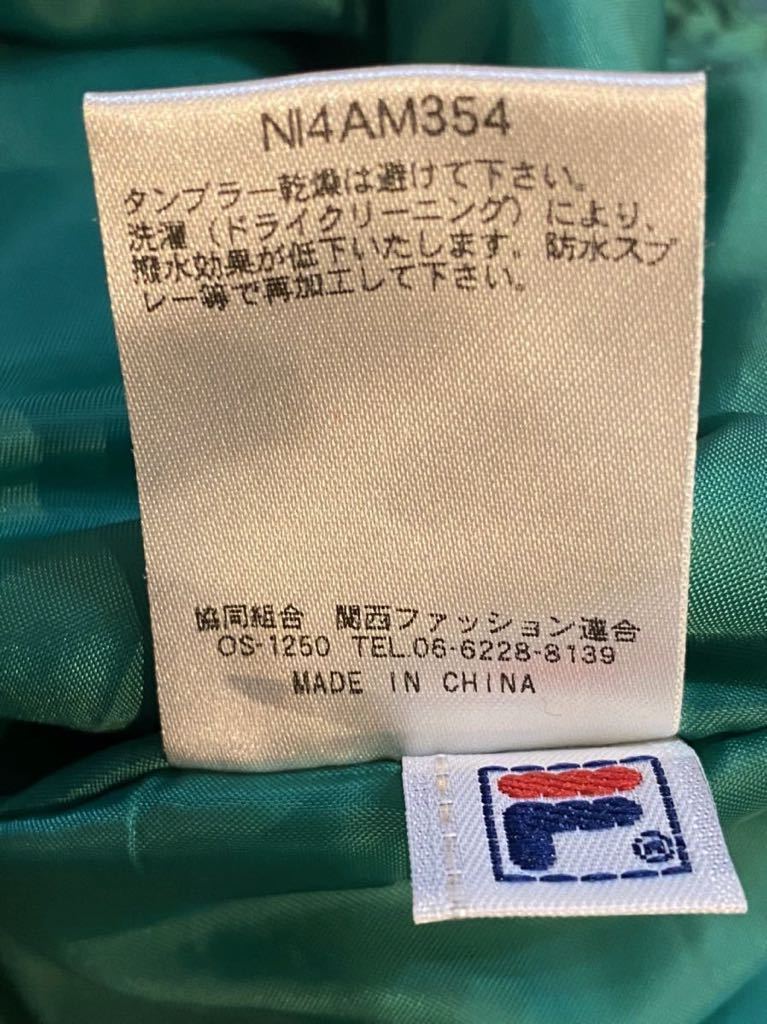 NI4AM354
タンブラー乾燥は避けて下さい。
洗濯（ドライクリーニング）により、
撥水効果が低下いたします。防水スプ
レー等で再加工して下さい。
協同組合 関西ファッション連合
OS-1250 TEL.06-6228-8139
MADE IN CHINA
F®